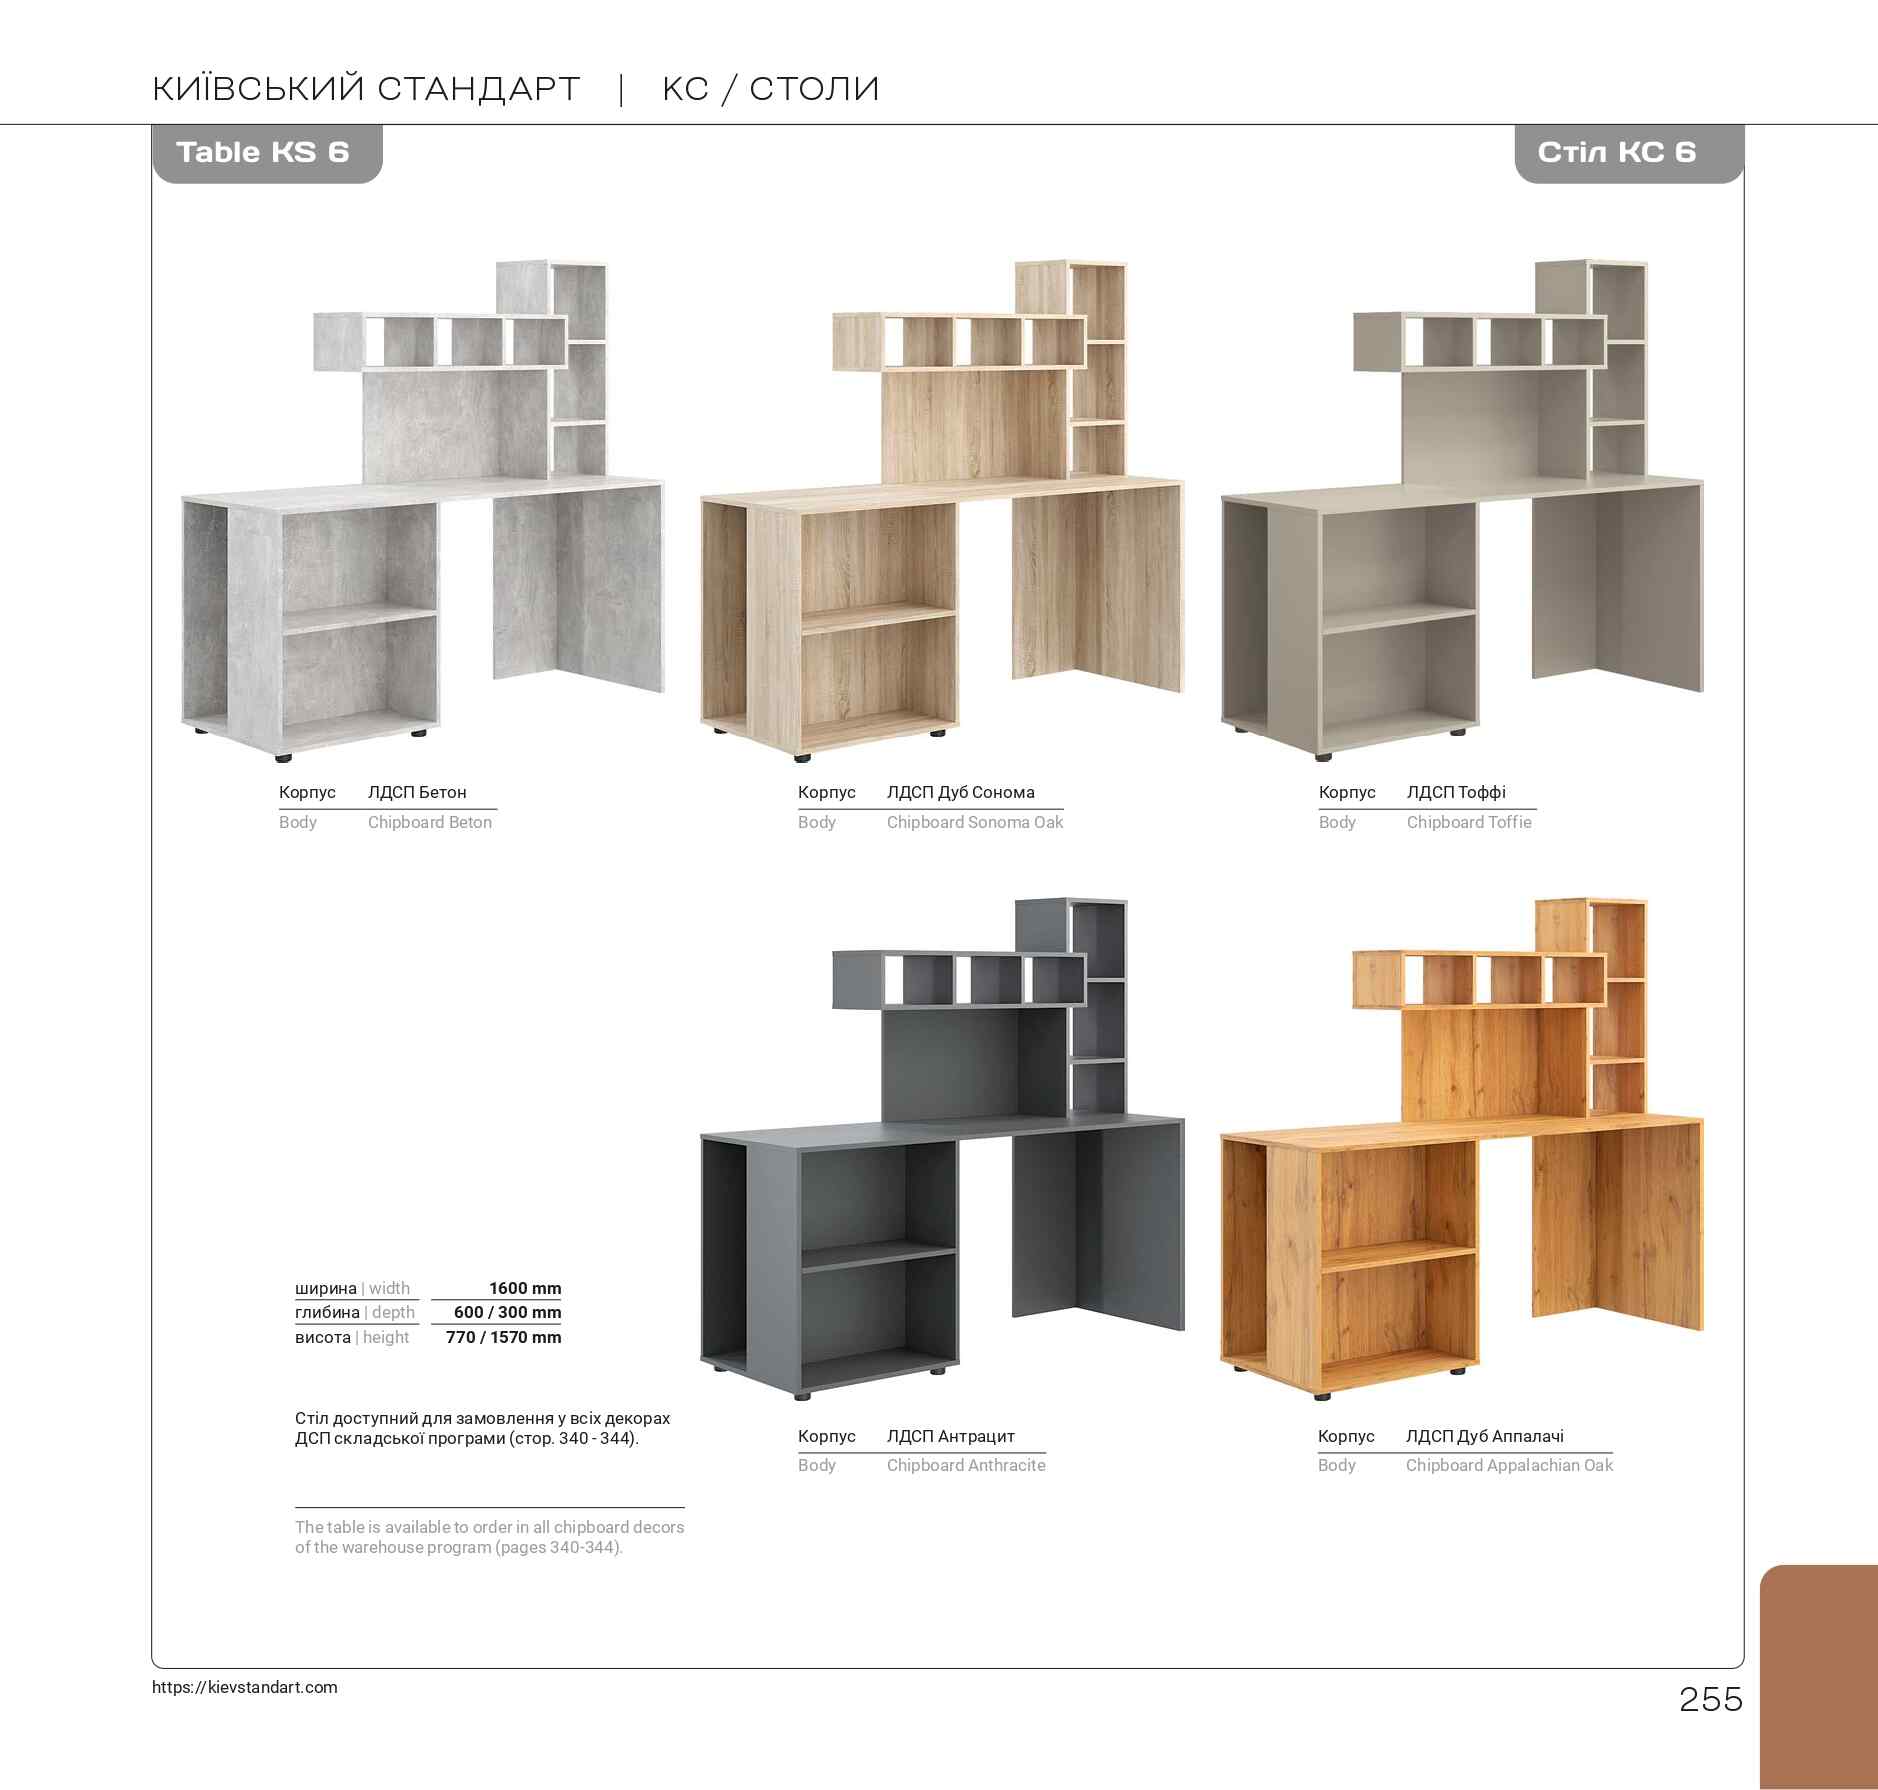 КИЇВСЬКИЙ СТАНДАРТ | КС / СТОЛИ
Table KS 6
Стіл КС 6
Корпус ЛДСП Бетон
Body Chipboard Beton
Корпус ЛДСП Дуб Сонома
Body Chipboard Sonoma Oak
Корпус ЛДСП Тоффі
Body Chipboard Toffie
ширина | width 1600 mm
глибина | depth 600 / 300 mm
висота | height 770 / 1570 mm
Стіл доступний для замовлення у всіх декорах
ДСП складської програми (стор. 340 - 344).
The table is available to order in all chipboard decors
of the warehouse program (pages 340-344).
Корпус ЛДСП Антрацит
Body Chipboard Anthracite
Корпус ЛДСП Дуб Аппалачі
Body Chipboard Appalachian Oak
https://kievstandart.com
255